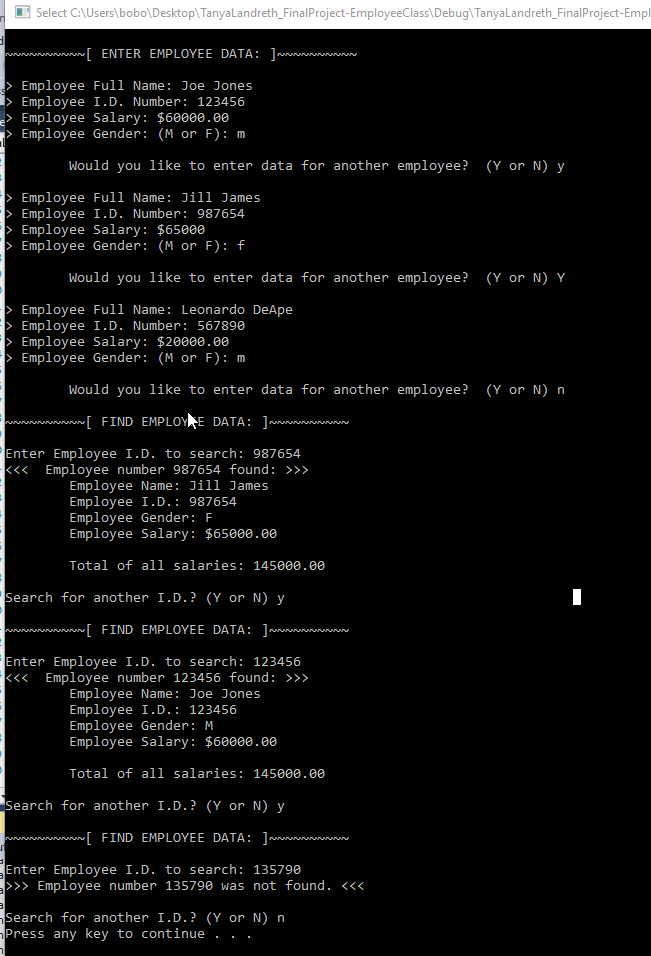 Select C:\Users\bobo\Desktop\TanyaLandreth_FinalProject-EmployeeClass\Debug\TanyaLandreth_FinalProject-Empl
~~~~~~~~~~[ ENTER EMPLOYEE DATA: ]~~~~~~~~~~
> Employee Full Name: Joe Jones
> Employee I.D. Number: 123456
> Employee Salary: $60000.00
> Employee Gender: (M or F): m
Would you like to enter data for another employee?  (Y or N) y
> Employee Full Name: Jill James
> Employee I.D. Number: 987654
> Employee Salary: $65000
> Employee Gender: (M or F): f
Would you like to enter data for another employee?  (Y or N) Y
> Employee Full Name: Leonardo DeApe
> Employee I.D. Number: 567890
> Employee Salary: $20000.00
> Employee Gender: (M or F): m
Would you like to enter data for another employee?  (Y or N) n
~~~~~~~~~~[ FIND EMPLOYEE DATA: ]~~~~~~~~~~
Enter Employee I.D. to search: 987654
<<<  Employee number 987654 found: >>>
Employee Name: Jill James
Employee I.D.: 987654
Employee Gender: F
Employee Salary: $65000.00
Total of all salaries: 145000.00
Search for another I.D.? (Y or N) y
~~~~~~~~~~[ FIND EMPLOYEE DATA: ]~~~~~~~~~~
Enter Employee I.D. to search: 123456
<<<  Employee number 123456 found: >>>
Employee Name: Joe Jones
Employee I.D.: 123456
Employee Gender: M
Employee Salary: $60000.00
Total of all salaries: 145000.00
Search for another I.D.? (Y or N) y
~~~~~~~~~~[ FIND EMPLOYEE DATA: ]~~~~~~~~~~
Enter Employee I.D. to search: 135790
>>> Employee number 135790 was not found. <<<
Search for another I.D.? (Y or N) n
Press any key to continue . . .